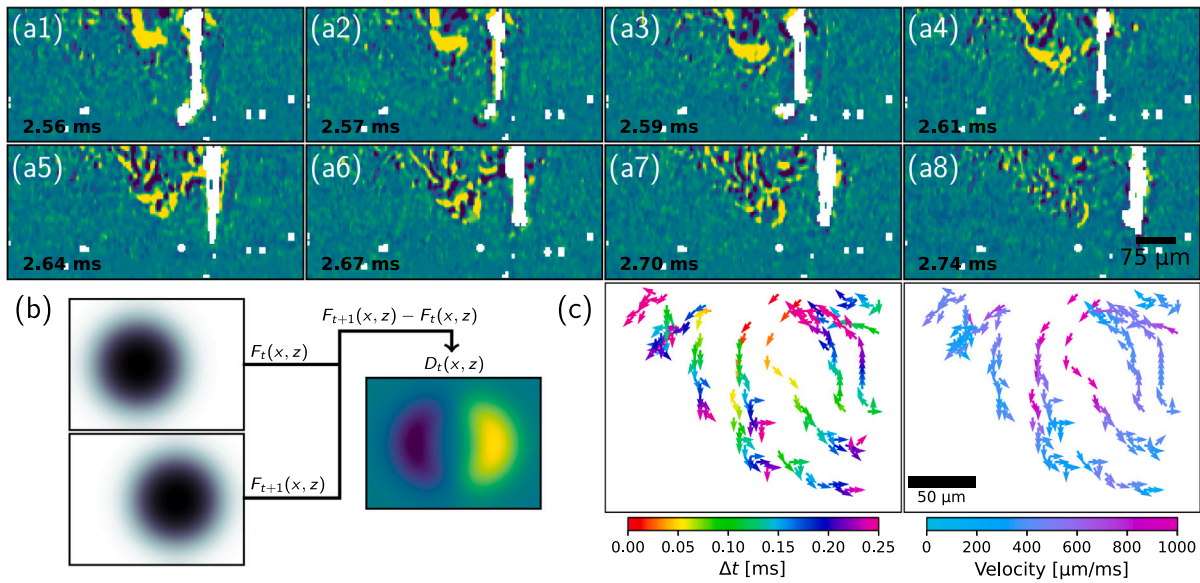 (a1) (a2) (a3) (a4)
2.56 ms 2.57 ms 2.59 ms 2.61 ms
(a5) (a6) (a7) (a8)
2.64 ms 2.67 ms 2.70 ms 2.74 ms
75 µm
(b)
F_t(x, z)
F_{t+1}(x, z)
F_{t+1}(x, z) − F_t(x, z)
D_t(x, z)
(c)
50 µm
0.00 0.05 0.10 0.15 0.20 0.25
Δt [ms]
0 200 400 600 800 1000
Velocity [µm/ms]